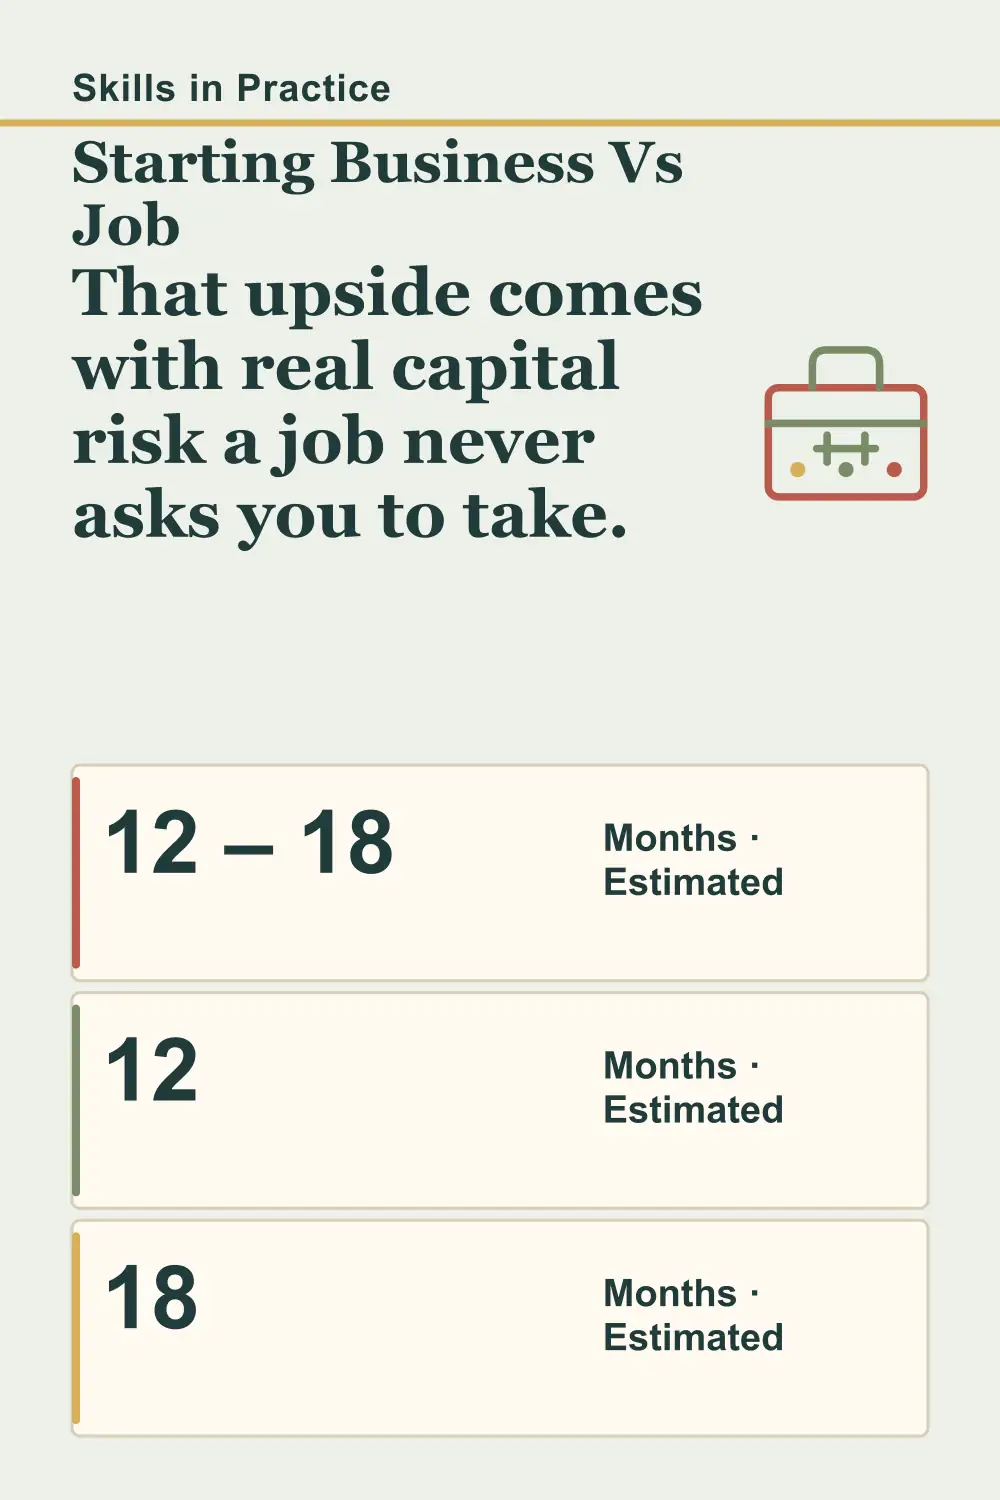 Skills in Practice
Starting Business Vs
Job
That upside comes
with real capital
risk a job never
asks you to take.
12 – 18
Months ·
Estimated
12
Months ·
Estimated
18
Months ·
Estimated